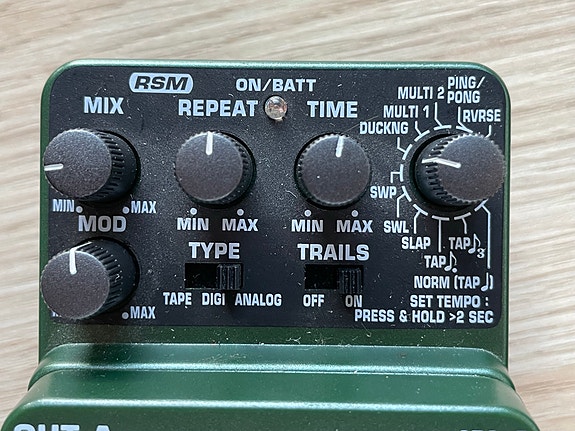 RSM
ON/BATT
MIX
REPEAT
TIME
MULTI 2
PING/
PONG
MULTI 1
RVRSE
DUCKNG
MIN
MAX
MIN
MAX
MIN
MAX
SWP
SWL
SLAP
TAP♪
TAP♪3
NORM (TAP♩)
MOD
MAX
TYPE
TAPE DIGI ANALOG
TRAILS
OFF ON
SET TEMPO :
PRESS & HOLD >2 SEC
OUT A